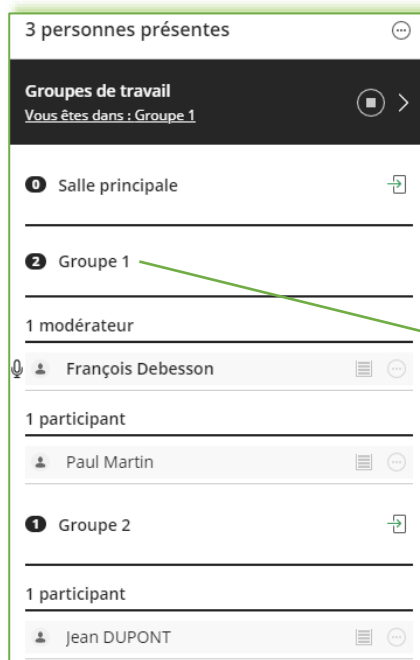 3 personnes présentes
Groupes de travail
Vous êtes dans : Groupe 1
0 Salle principale
2 Groupe 1
1 modérateur
François Debesson
1 participant
Paul Martin
1 Groupe 2
1 participant
Jean DUPONT